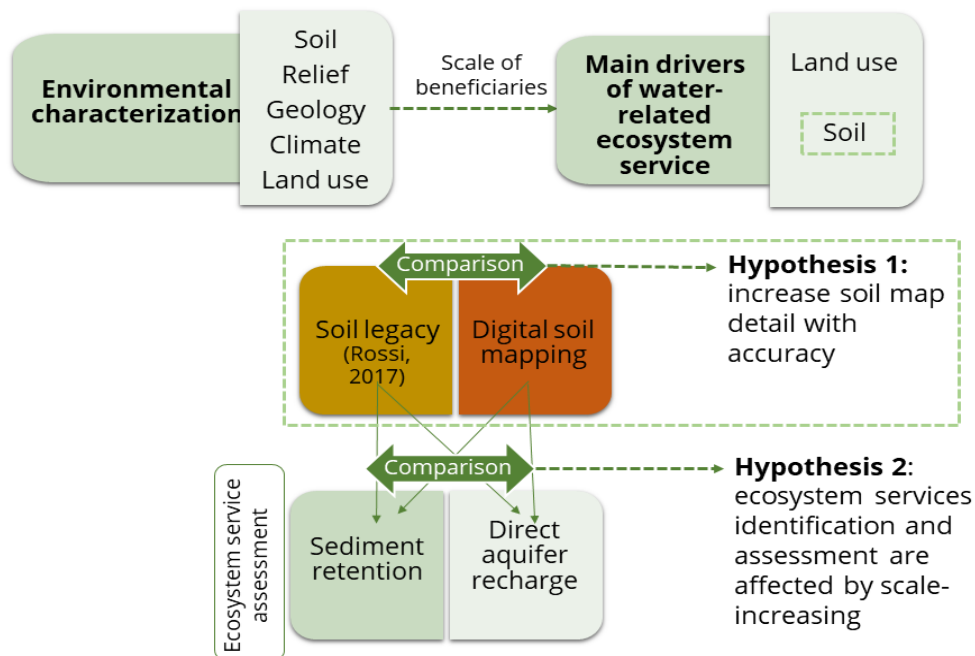 Environmental
characterization
Soil
Relief
Geology
Climate
Land use
Scale of
beneficiaries
Main drivers
of water-
related
ecosystem
service
Land use
Soil
Comparison
Soil legacy
(Rossi,
2017)
Digital soil
mapping
Hypothesis 1:
increase soil map
detail with
accuracy
Comparison
Ecosystem service
assessment
Sediment
retention
Direct
aquifer
recharge
Hypothesis 2:
ecosystem services
identification and
assessment are
affected by scale-
increasing